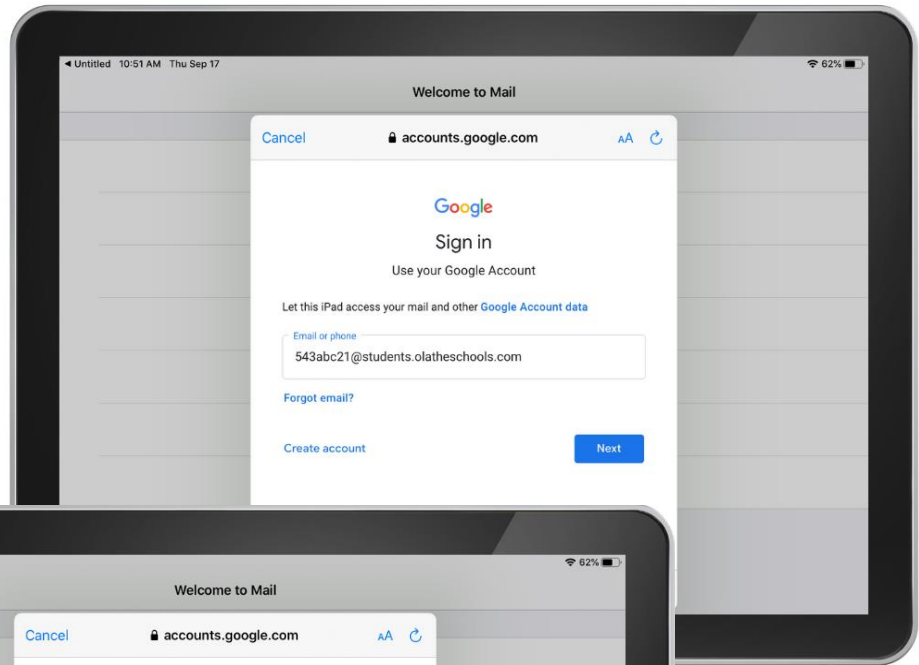 ◀ Untitled 10:51 AM Thu Sep 17 62%
Welcome to Mail
Cancel accounts.google.com AA
Google
Sign in
Use your Google Account
Let this iPad access your mail and other Google Account data
Email or phone
543abc21@students.olatheschools.com
Forgot email?
Create account Next
62%
Welcome to Mail
Cancel accounts.google.com AA